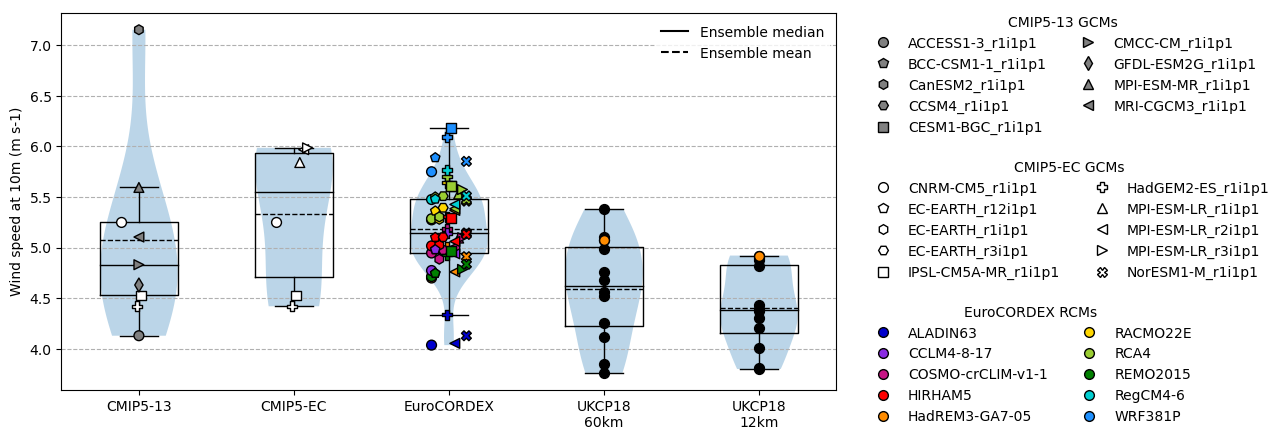 Wind speed at 10m (m s-1)
7.0
6.5
6.0
5.5
5.0
4.5
4.0
Ensemble median
Ensemble mean
CMIP5-13
CMIP5-EC
EuroCORDEX
UKCP18
60km
UKCP18
12km
CMIP5-13 GCMs
ACCESS1-3_r1i1p1
BCC-CSM1-1_r1i1p1
CanESM2_r1i1p1
CCSM4_r1i1p1
CESM1-BGC_r1i1p1
CMCC-CM_r1i1p1
GFDL-ESM2G_r1i1p1
MPI-ESM-MR_r1i1p1
MRI-CGCM3_r1i1p1
CMIP5-EC GCMs
CNRM-CM5_r1i1p1
EC-EARTH_r12i1p1
EC-EARTH_r1i1p1
EC-EARTH_r3i1p1
IPSL-CM5A-MR_r1i1p1
HadGEM2-ES_r1i1p1
MPI-ESM-LR_r1i1p1
MPI-ESM-LR_r2i1p1
MPI-ESM-LR_r3i1p1
NorESM1-M_r1i1p1
EuroCORDEX RCMs
ALADIN63
CCLM4-8-17
COSMO-crCLIM-v1-1
HIRHAM5
HadREM3-GA7-05
RACMO22E
RCA4
REMO2015
RegCM4-6
WRF381P